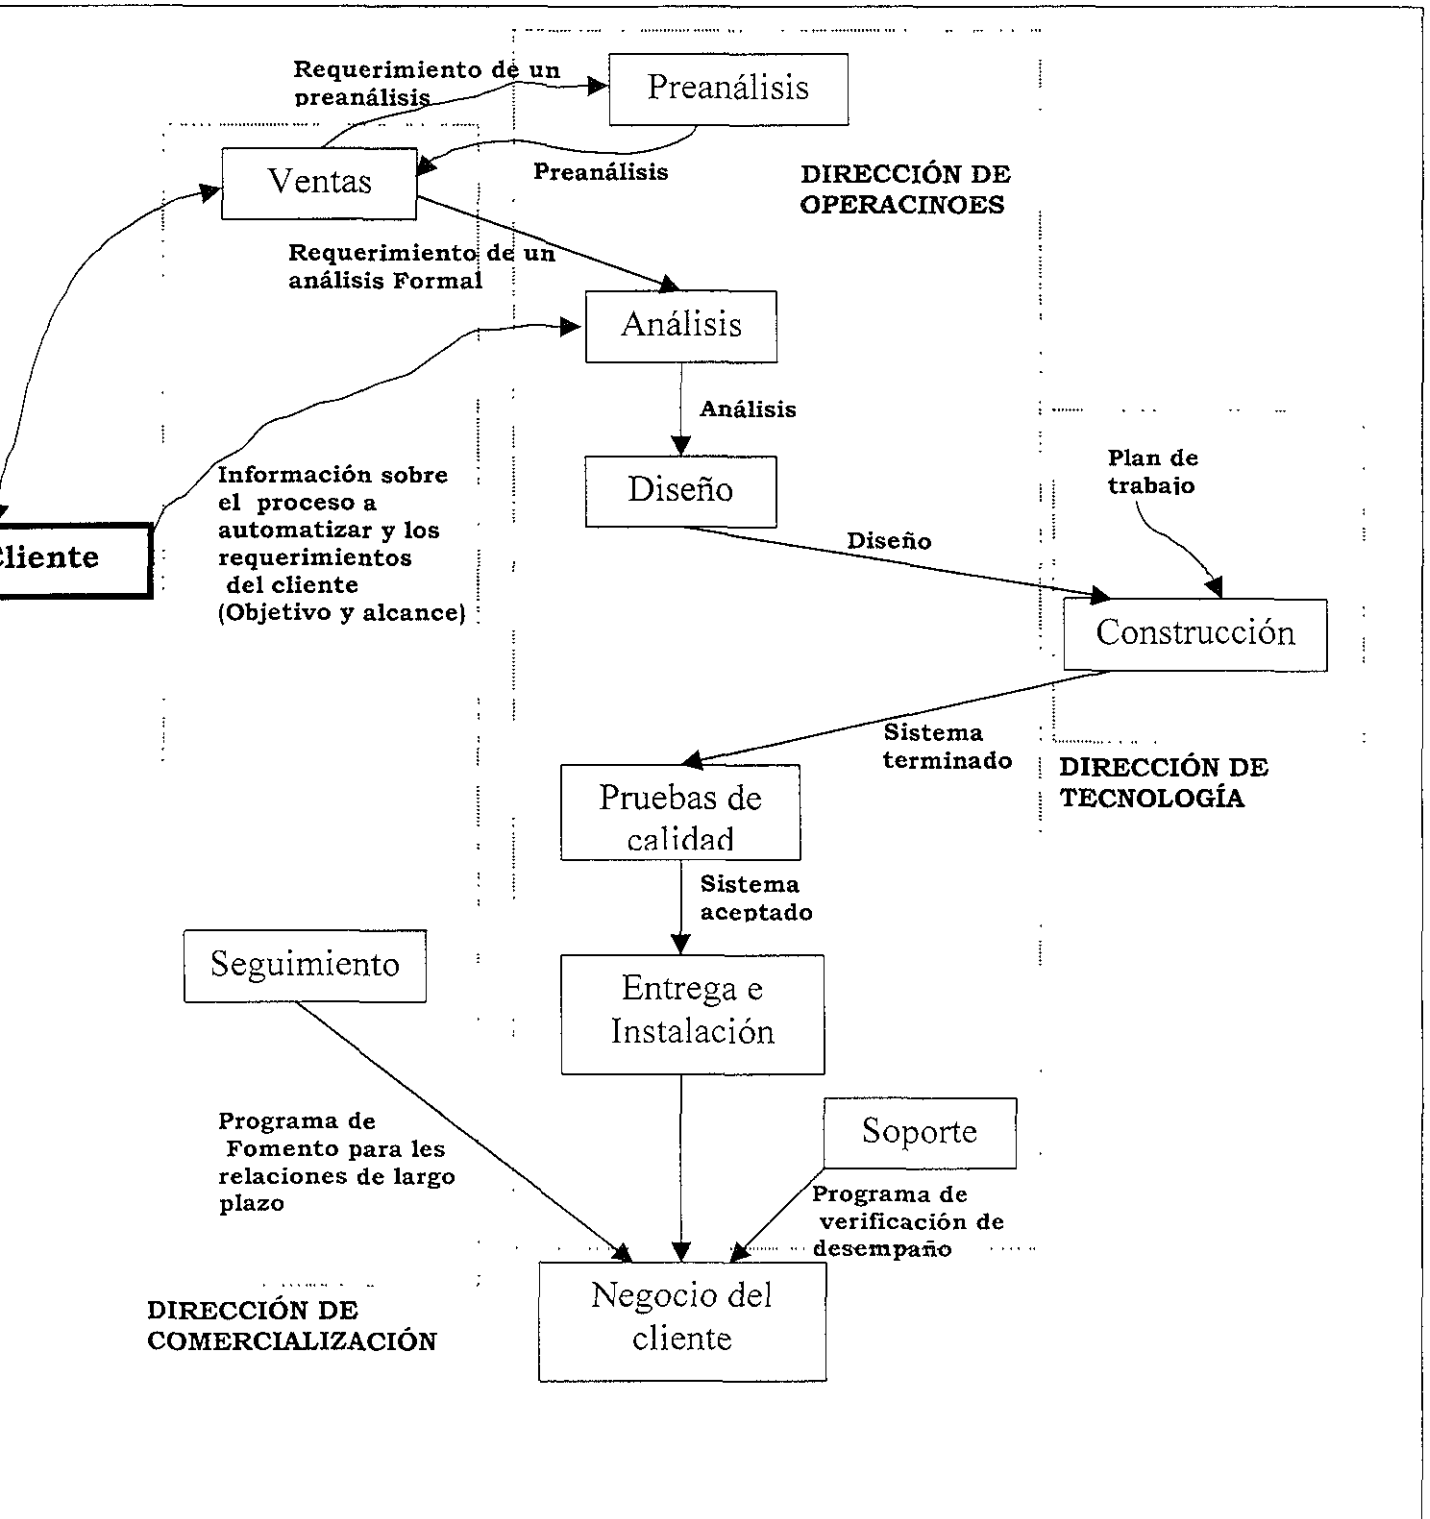 Requerimiento de un
preanálisis
Preanálisis
Ventas
Preanálisis
DIRECCIÓN DE
OPERACINOES
Requerimiento de un
análisis Formal
Análisis
Análisis
Información sobre
el proceso a
automatizar y los
requerimientos
del cliente
(Objetivo y alcance)
Diseño
Plan de
trabajo
Diseño
Cliente
Construcción
Sistema
terminado
DIRECCIÓN DE
TECNOLOGÍA
Pruebas de
calidad
Sistema
aceptado
Seguimiento
Entrega e
Instalación
Programa de
Fomento para les
relaciones de largo
plazo
Soporte
Programa de
verificación de
desempaño
Negocio del
cliente
DIRECCIÓN DE
COMERCIALIZACIÓN